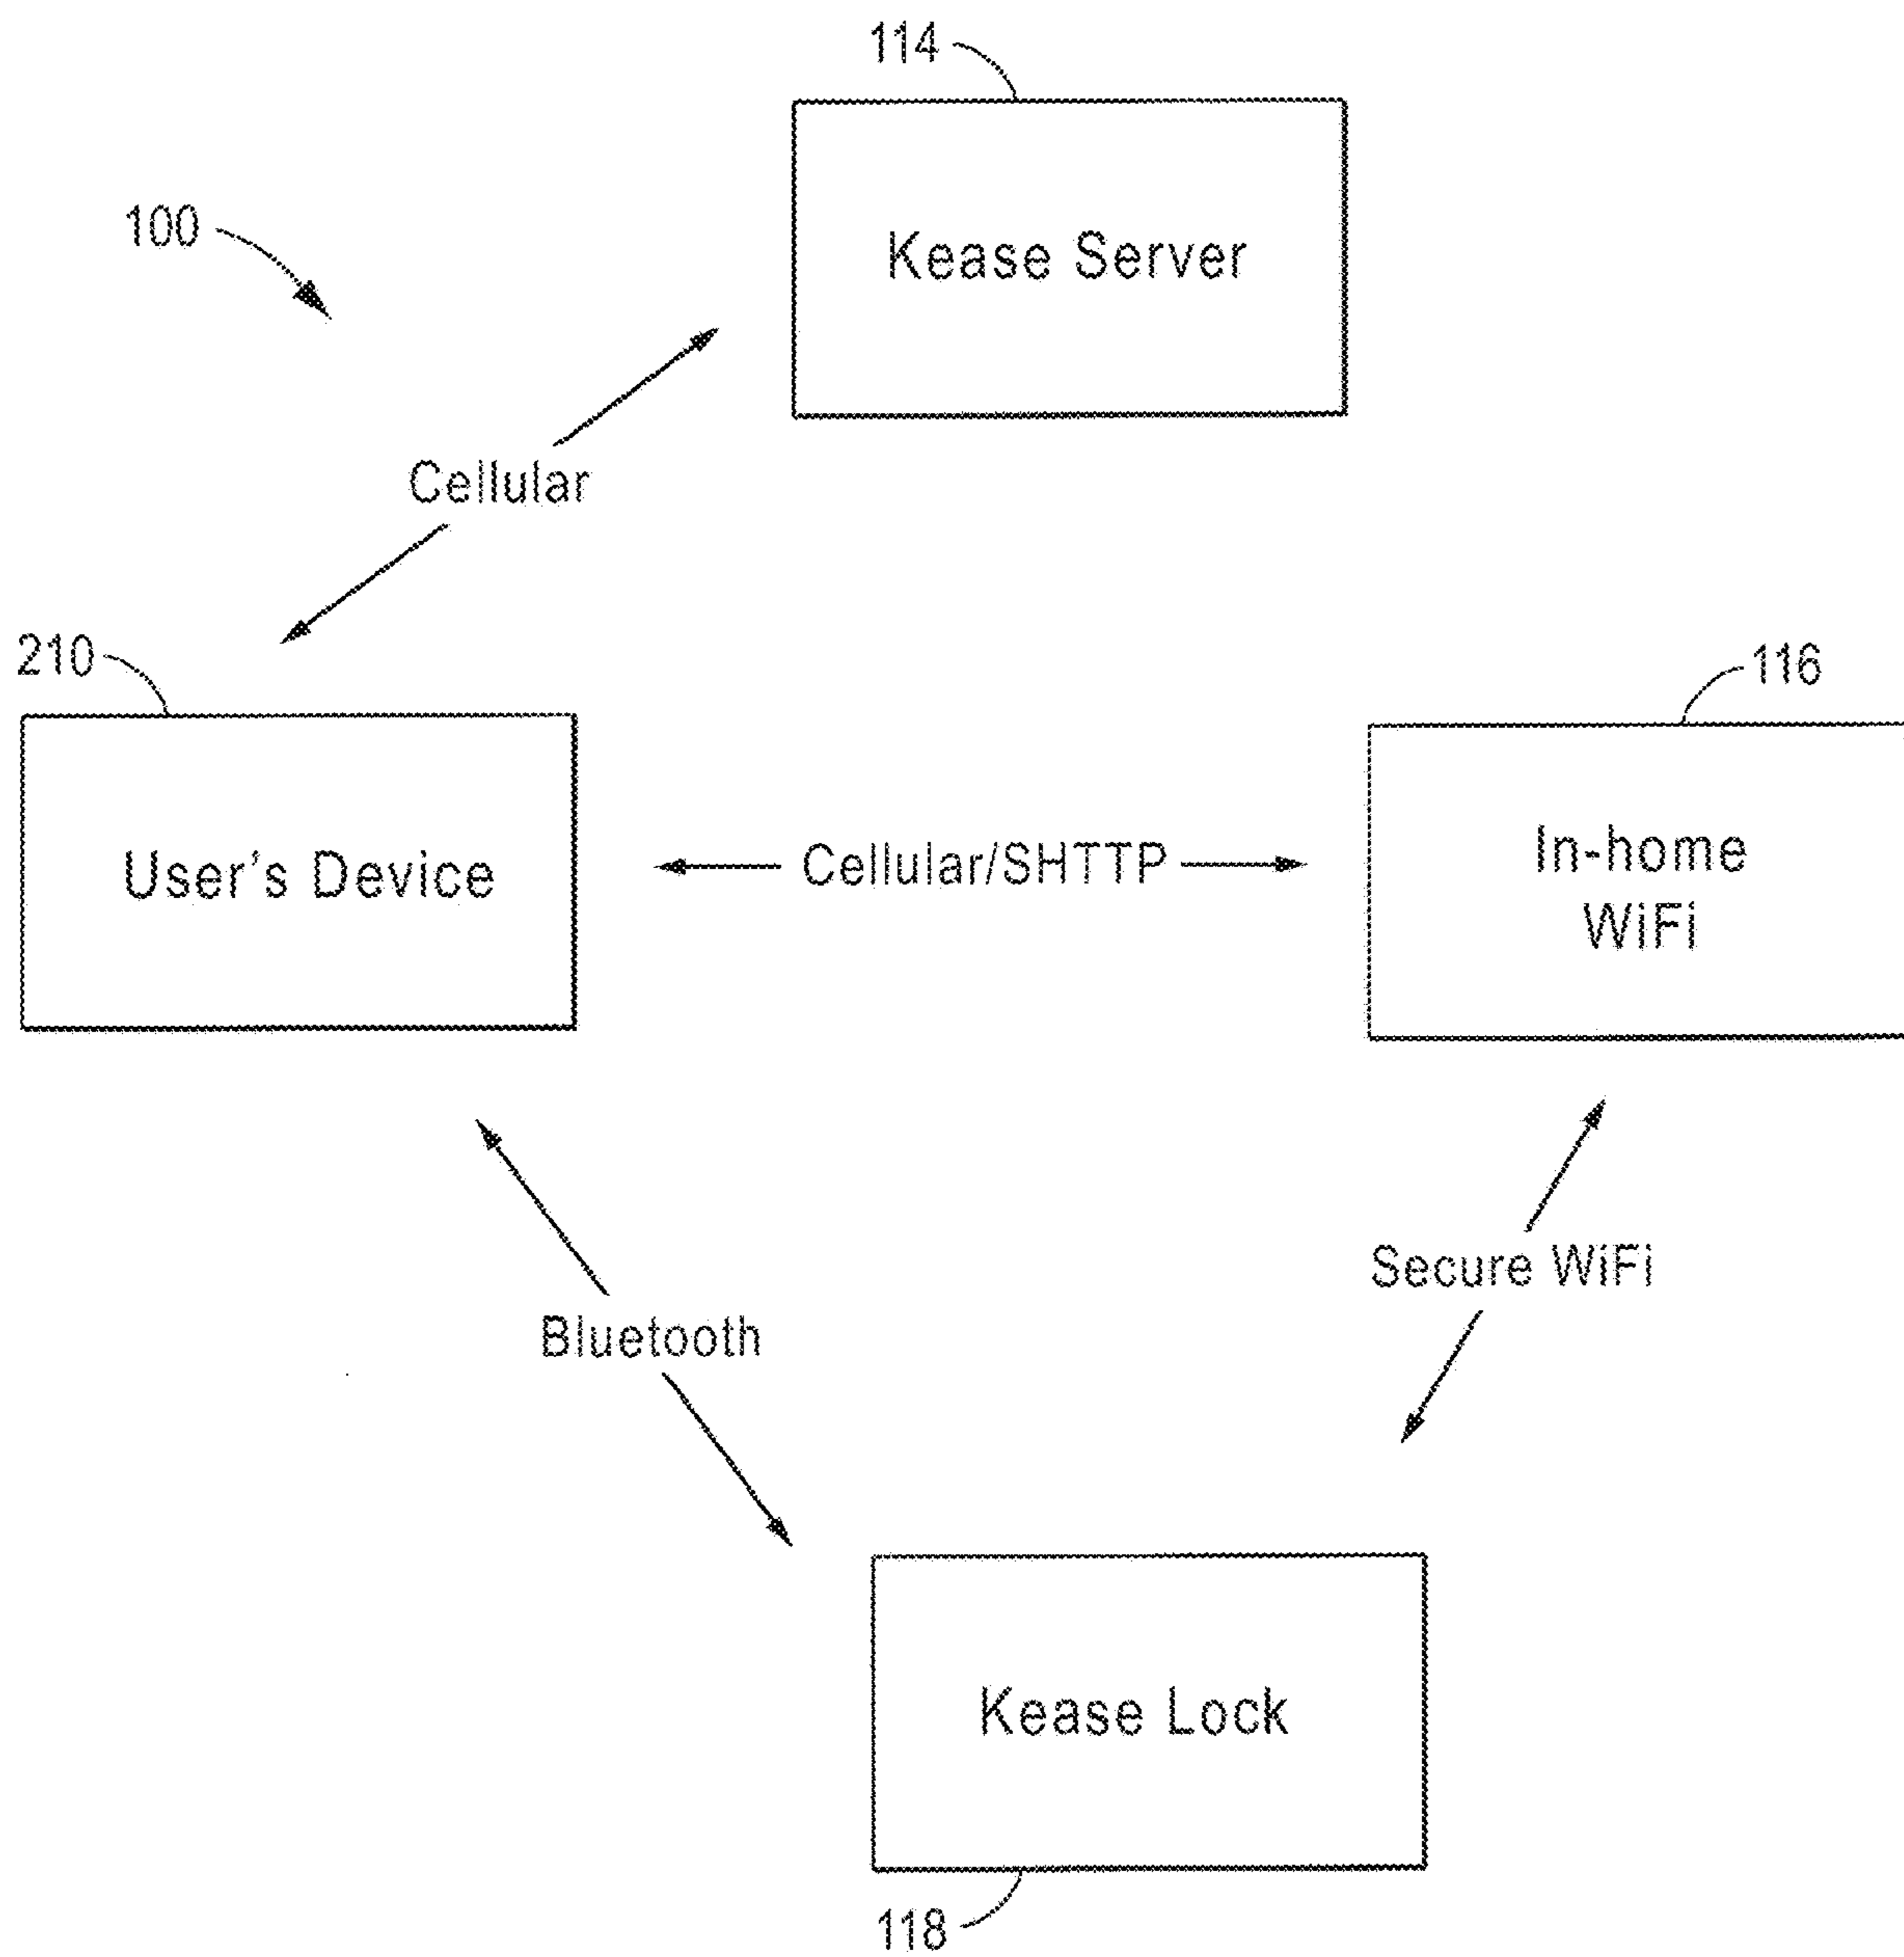 114
Kease Server
100
Cellular
210
116
User's Device
Cellular/SHTTP
In-home
WiFi
Secure WiFi
Bluetooth
Kease Lock
118